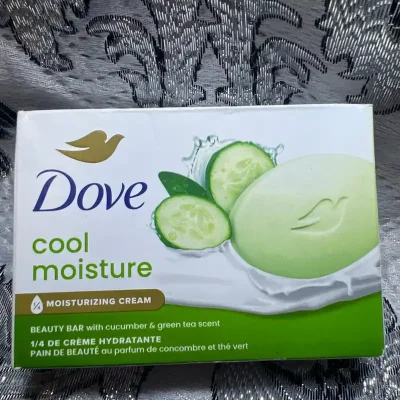 Dove
cool
moisture
¼ MOISTURIZING CREAM
BEAUTY BAR with cucumber & green tea scent
1/4 DE CRÈME HYDRATANTE
PAIN DE BEAUTÉ au parfum de concombre et thé vert